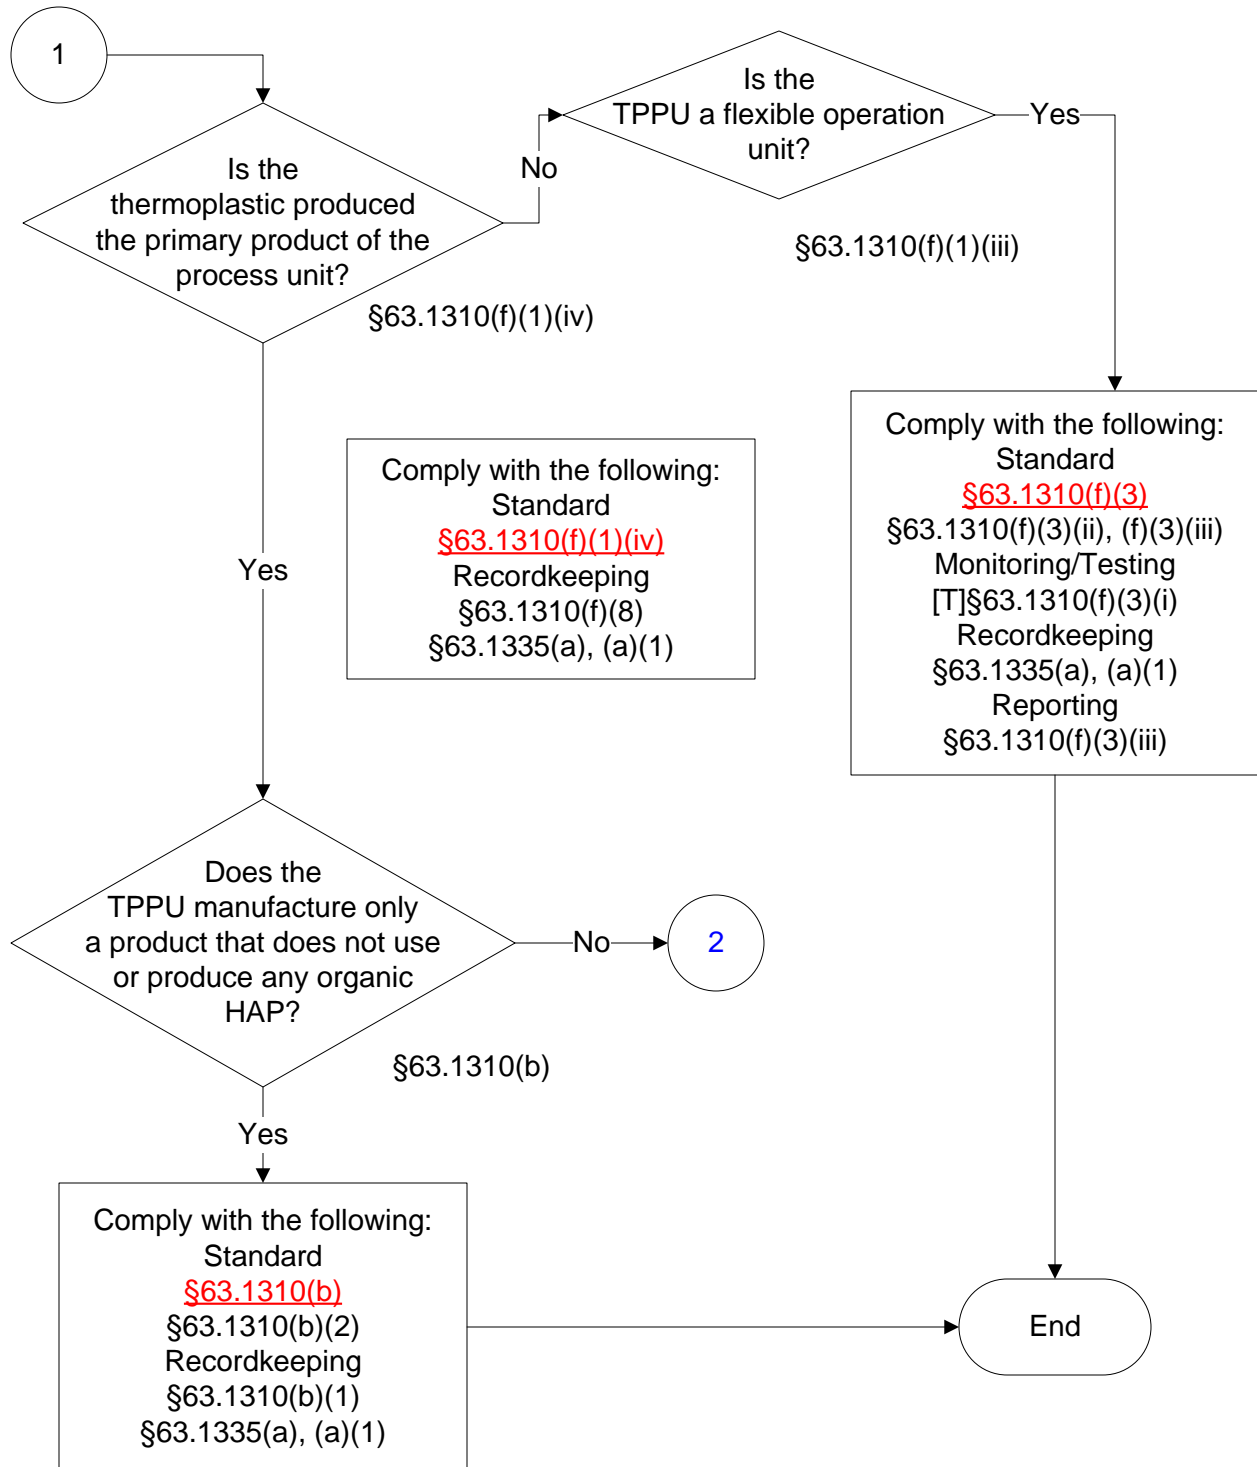 1
Is the
thermoplastic produced
the primary product of the
process unit?
§63.1310(f)(1)(iv)
No
Is the
TPPU a flexible operation
unit?
§63.1310(f)(1)(iii)
Yes
Comply with the following:
Standard
§63.1310(f)(3)
§63.1310(f)(3)(ii), (f)(3)(iii)
Monitoring/Testing
[T]§63.1310(f)(3)(i)
Recordkeeping
§63.1335(a), (a)(1)
Reporting
§63.1310(f)(3)(iii)
Comply with the following:
Standard
§63.1310(f)(1)(iv)
Recordkeeping
§63.1310(f)(8)
§63.1335(a), (a)(1)
Yes
Does the
TPPU manufacture only
a product that does not use
or produce any organic
HAP?
§63.1310(b)
No
2
Yes
Comply with the following:
Standard
§63.1310(b)
§63.1310(b)(2)
Recordkeeping
§63.1310(b)(1)
§63.1335(a), (a)(1)
End